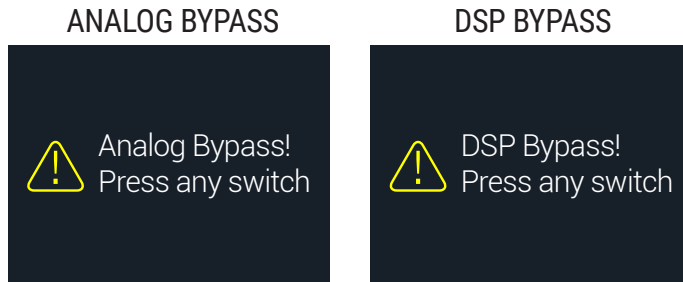 ANALOG BYPASS
Analog Bypass!
Press any switch
DSP BYPASS
DSP Bypass!
Press any switch